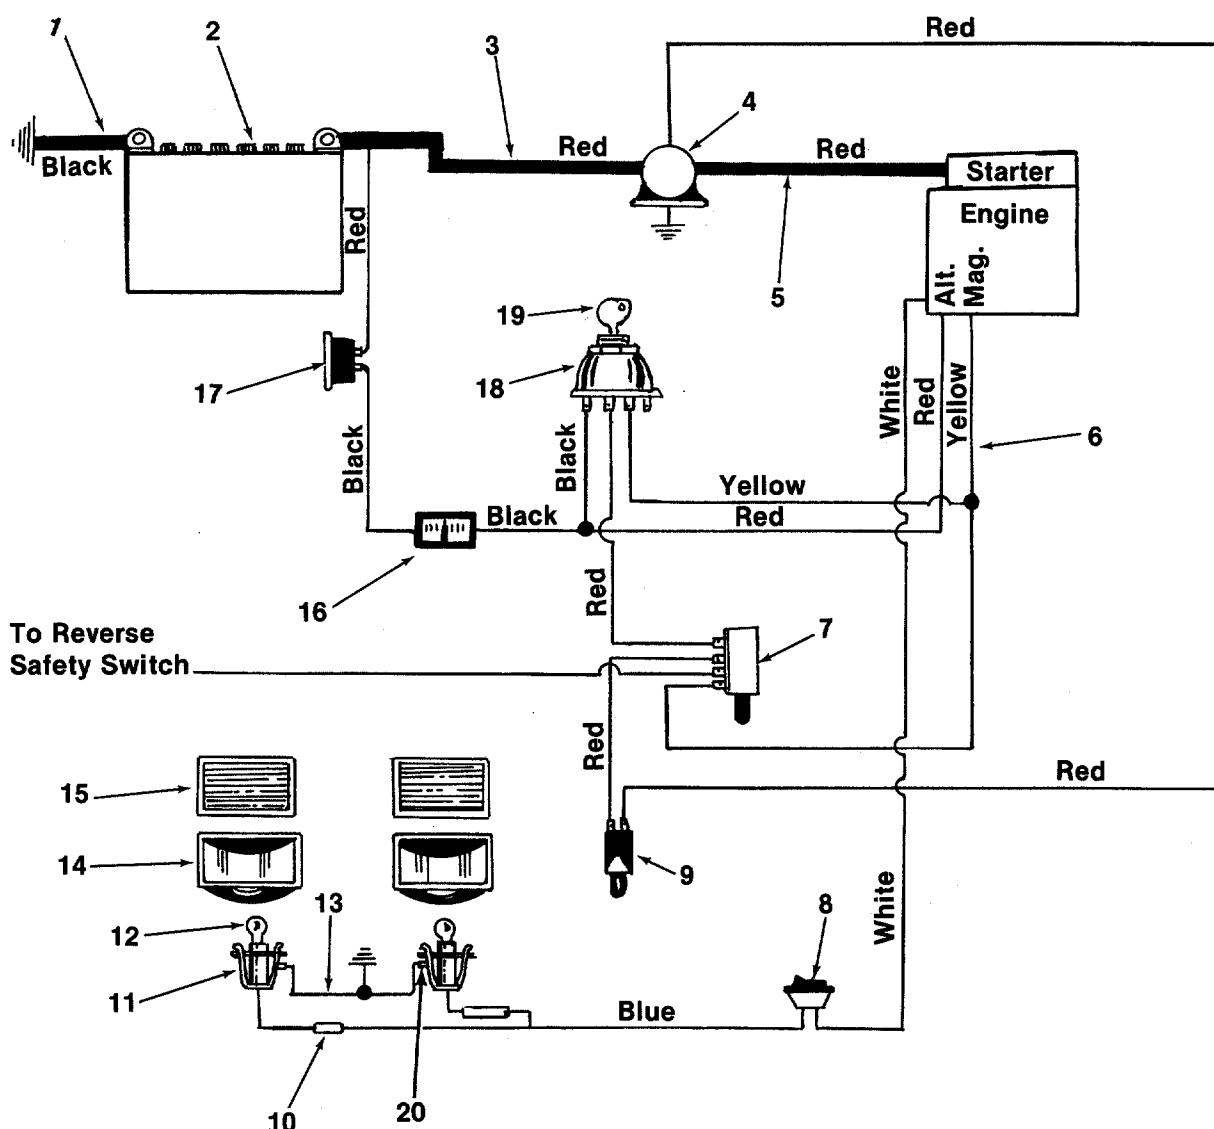 1
2
3
Red
4
Black
Red
Red
Starter
Engine
Red
5
Alt.
Mag.
19
18
17
White
Red
Yellow
6
Black
Black
Yellow
Black
Red
16
Red
To Reverse
Safety Switch
7
Red
Red
15
14
9
13
12
White
8
11
Blue
10
20